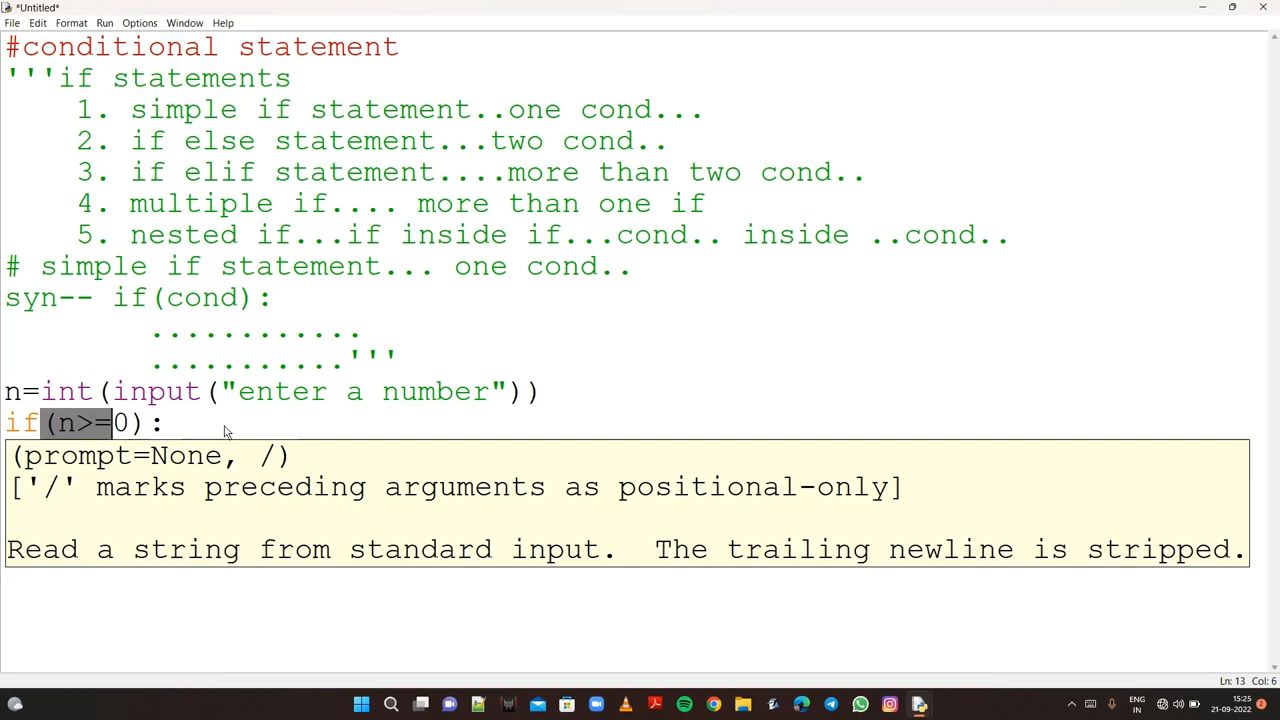 *Untitled*
File Edit Format Run Options Window Help
#conditional statement
'''if statements
    1. simple if statement..one cond...
    2. if else statement...two cond..
    3. if elif statement....more than two cond..
    4. multiple if.... more than one if
    5. nested if...if inside if...cond.. inside ..cond..
# simple if statement... one cond..
syn-- if(cond):
............
...........'''
n=int(input("enter a number"))
if(n>=0):
(prompt=None, /)
['/' marks preceding arguments as positional-only]
Read a string from standard input.  The trailing newline is stripped.
Ln: 13 Col: 6
ENG
IN
15:25
21-09-2022